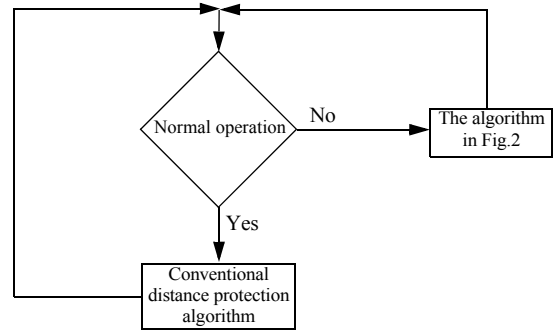 Normal operation
No
The algorithm
in Fig.2
Yes
Conventional
distance protection
algorithm